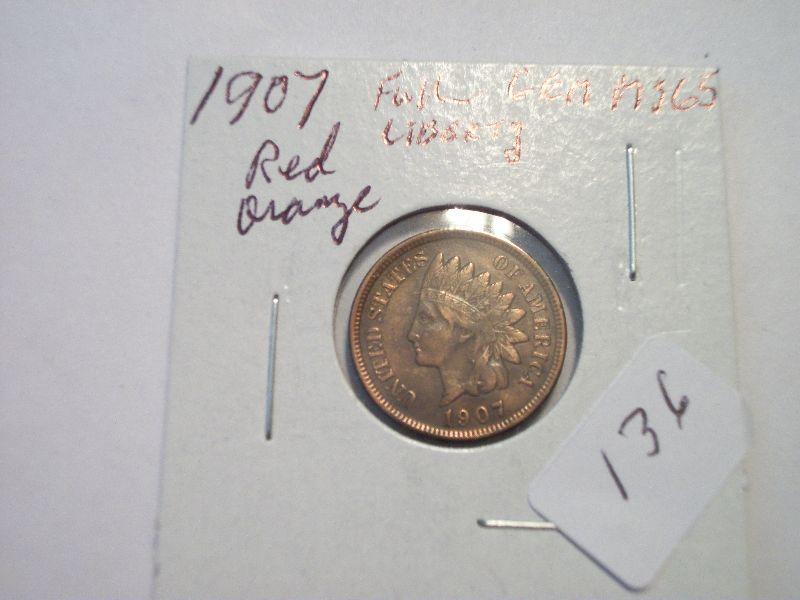 1907 Full GEM MS65
LIBERTY
Red
Orange
UNITED STATES OF AMERICA
1907
136